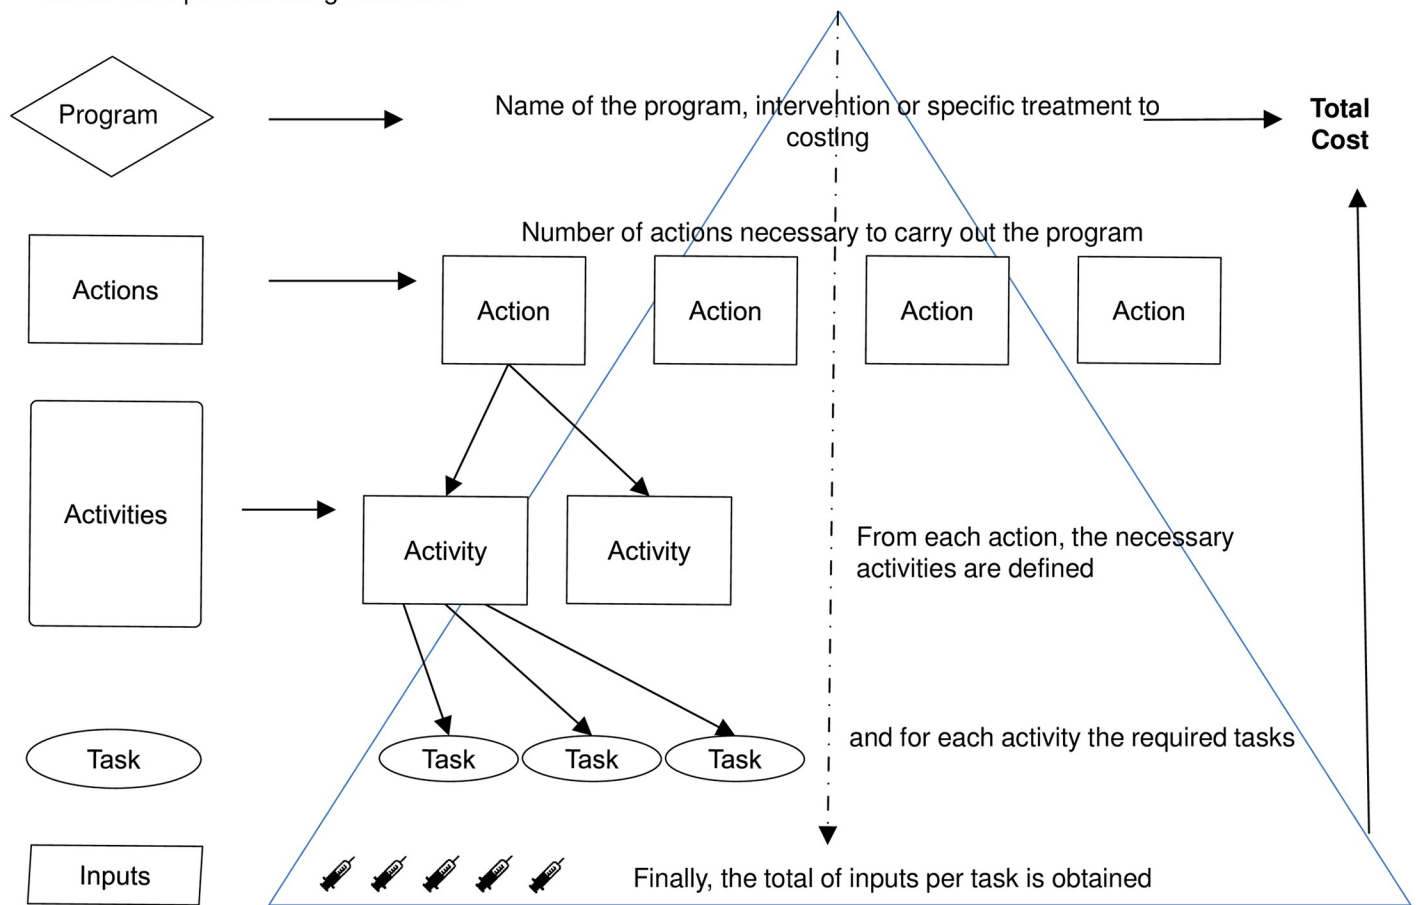 Program
Name of the program, intervention or specific treatment to
costing
Total
Cost
Number of actions necessary to carry out the program
Actions
Action
Action
Action
Action
Activities
Activity
Activity
From each action, the necessary
activities are defined
and for each activity the required tasks
Task
Task
Task
Task
Inputs
Finally, the total of inputs per task is obtained